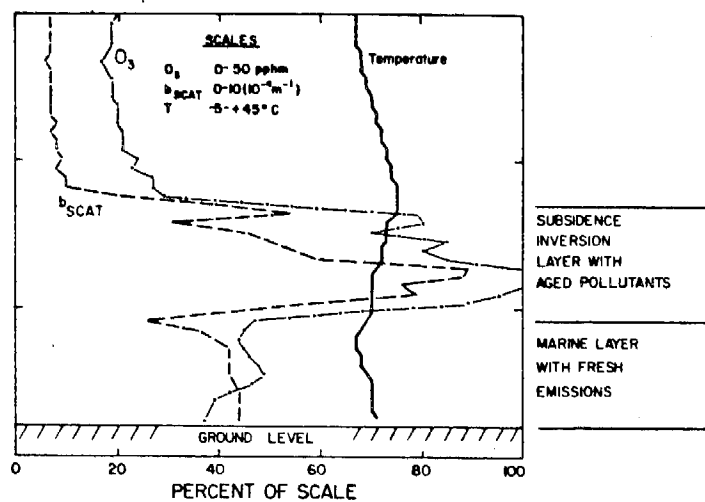 SCALES
O₃ 0-50 pphm
bSCAT 0-10(10⁻⁴m⁻¹)
T -5-+45°C
O₃
Temperature
bSCAT
SUBSIDENCE
INVERSION
LAYER WITH
AGED POLLUTANTS
MARINE LAYER
WITH FRESH
EMISSIONS
GROUND LEVEL
0 20 40 60 80 100
PERCENT OF SCALE